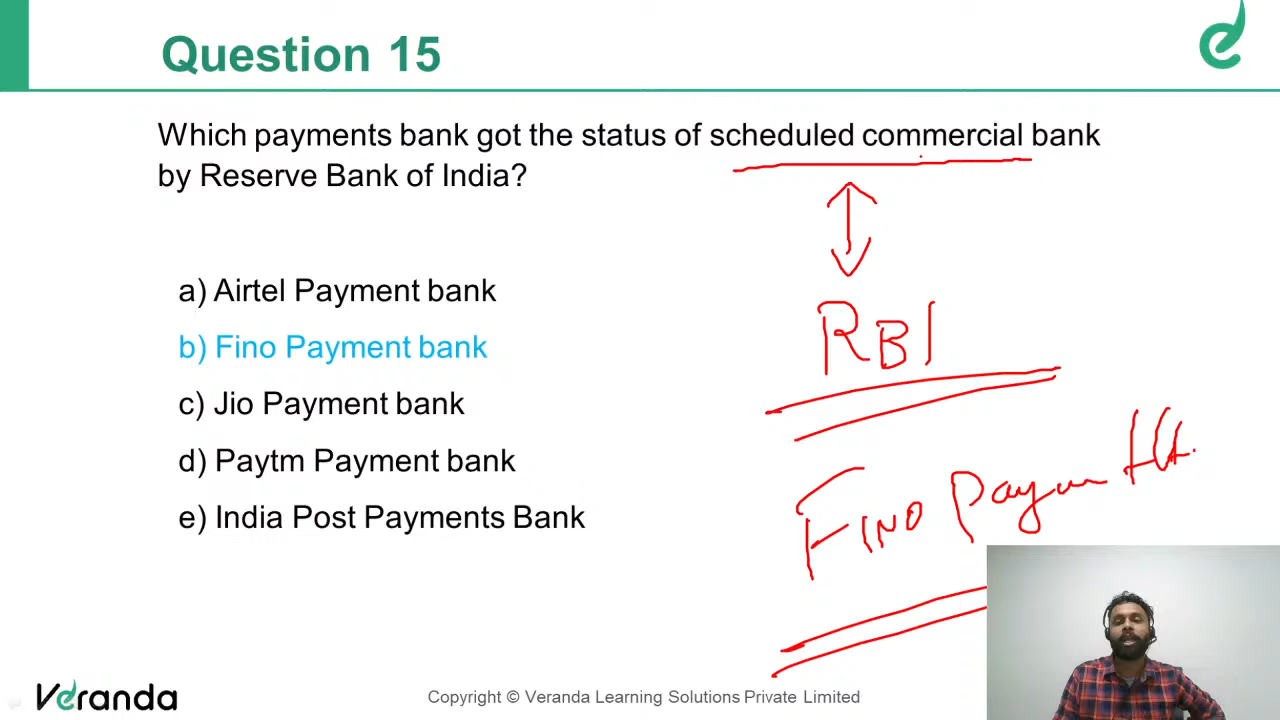 Question 15
Which payments bank got the status of scheduled commercial bank
by Reserve Bank of India?
a) Airtel Payment bank
b) Fino Payment bank
c) Jio Payment bank
d) Paytm Payment bank
e) India Post Payments Bank
RBI
FINO
Veranda
Copyright © Veranda Learning Solutions Private Limited